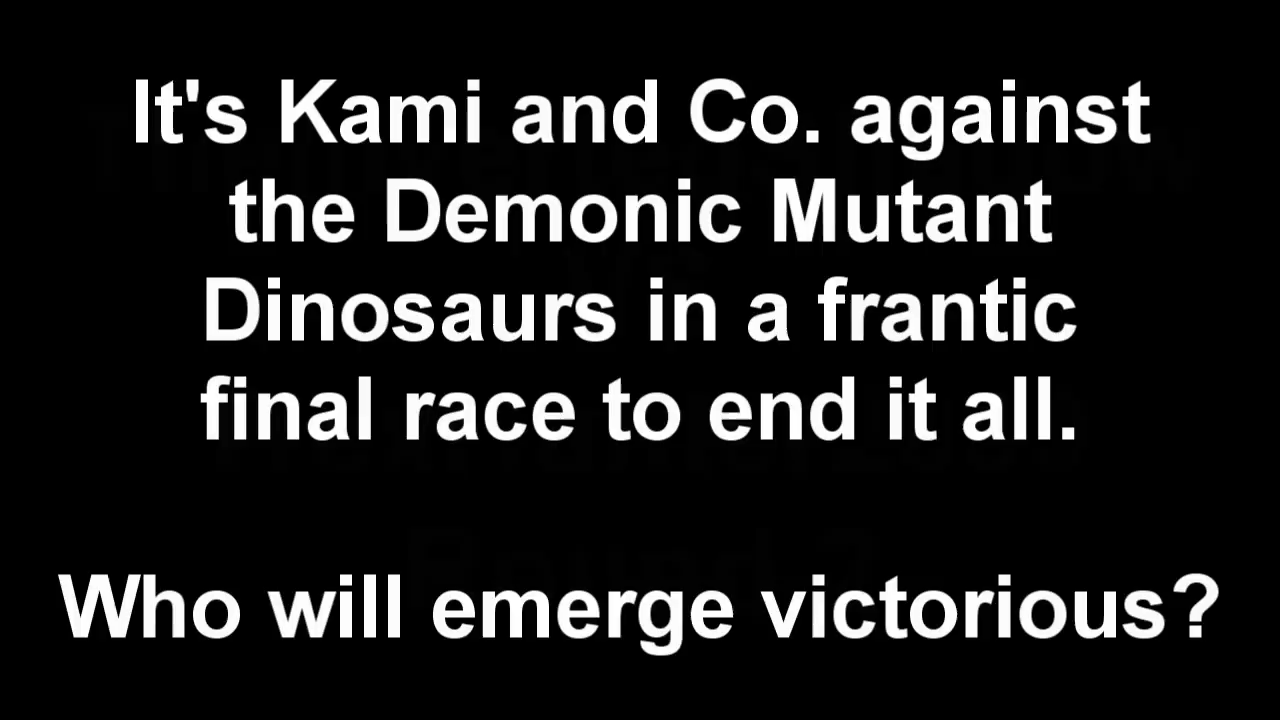 It's Kami and Co. against
the Demonic Mutant
Dinosaurs in a frantic
final race to end it all.
Who will emerge victorious?